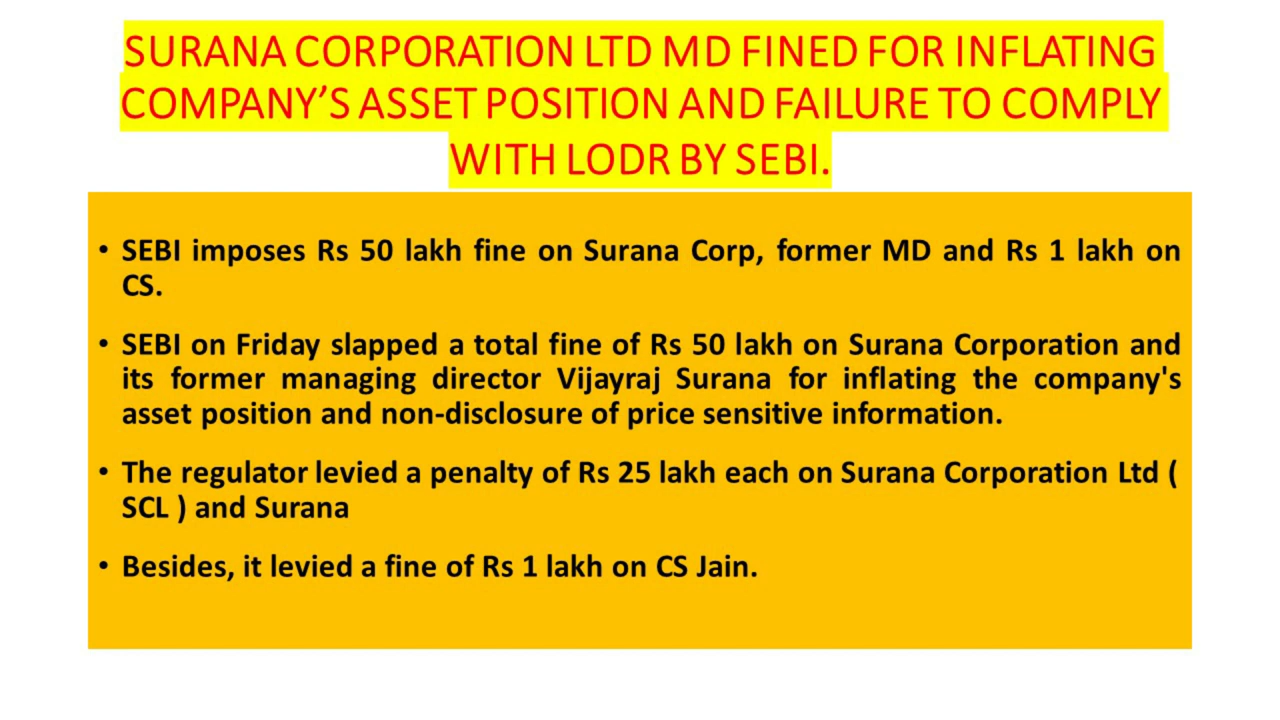 SURANA CORPORATION LTD MD FINED FOR INFLATING
COMPANY’S ASSET POSITION AND FAILURE TO COMPLY
WITH LODR BY SEBI.
• SEBI imposes Rs 50 lakh fine on Surana Corp, former MD and Rs 1 lakh on
CS.
• SEBI on Friday slapped a total fine of Rs 50 lakh on Surana Corporation and
its former managing director Vijayraj Surana for inflating the company's
asset position and non-disclosure of price sensitive information.
• The regulator levied a penalty of Rs 25 lakh each on Surana Corporation Ltd (
SCL ) and Surana
• Besides, it levied a fine of Rs 1 lakh on CS Jain.